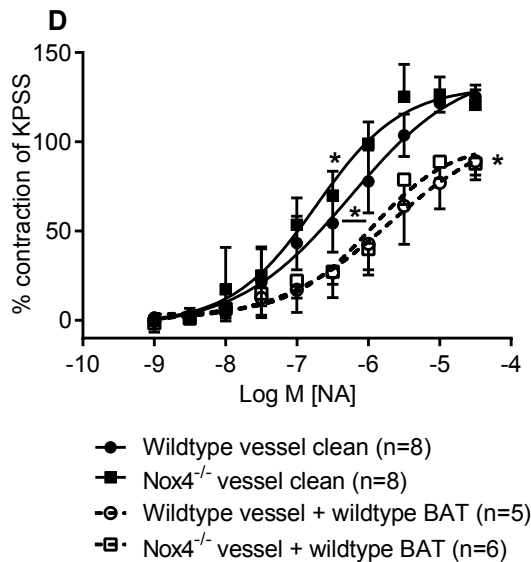 D
% contraction of KPSS
150
100
50
0
*
*
*
-10 -9 -8 -7 -6 -5 -4
Log M [NA]
Wildtype vessel clean (n=8)
Nox4-/- vessel clean (n=8)
Wildtype vessel + wildtype BAT (n=5)
Nox4-/- vessel + wildtype BAT (n=6)